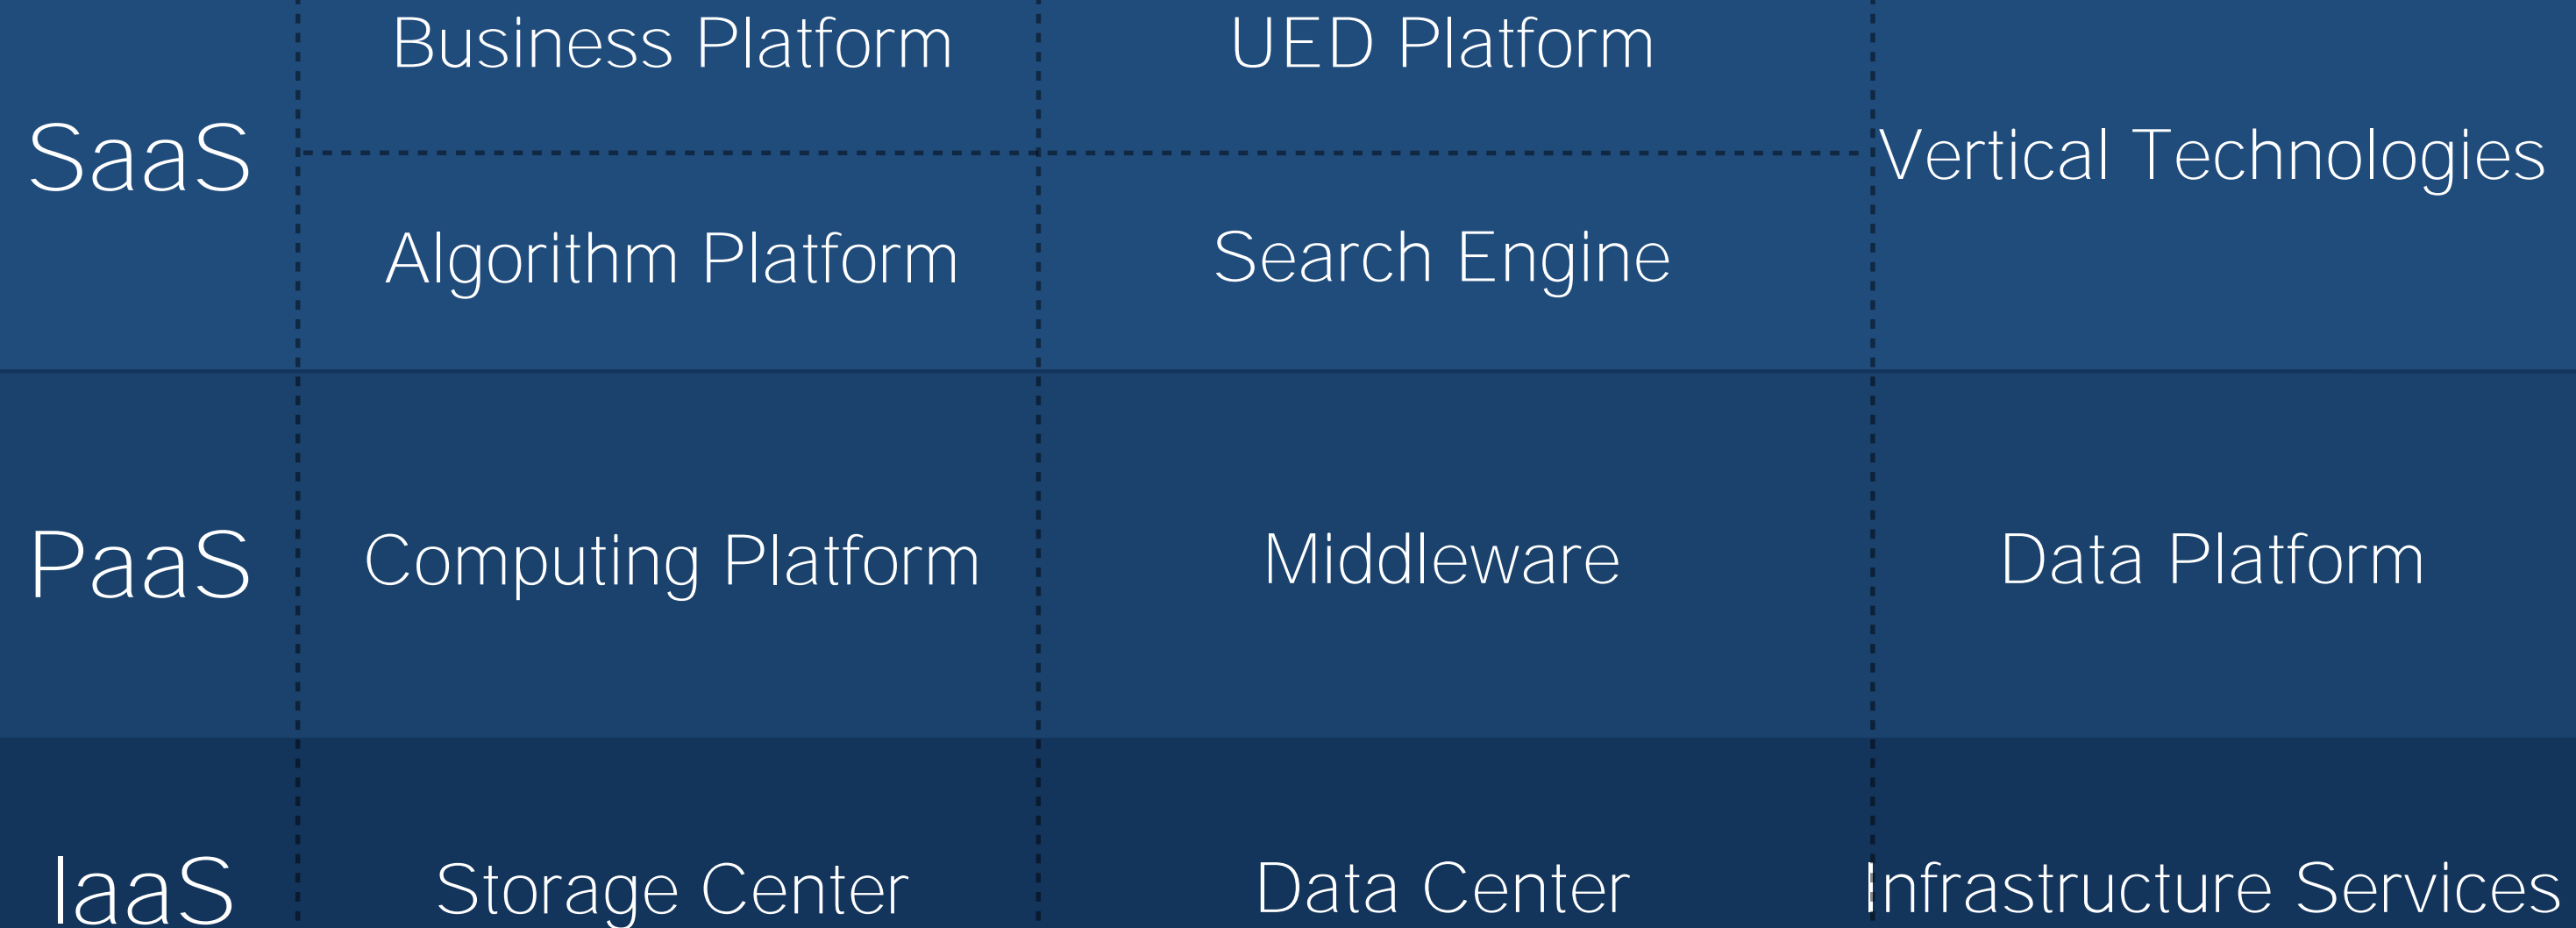 Business Platform
UED Platform
SaaS
Vertical Technologies
Algorithm Platform
Search Engine
PaaS
Computing Platform
Middleware
Data Platform
IaaS
Storage Center
Data Center
Infrastructure Services